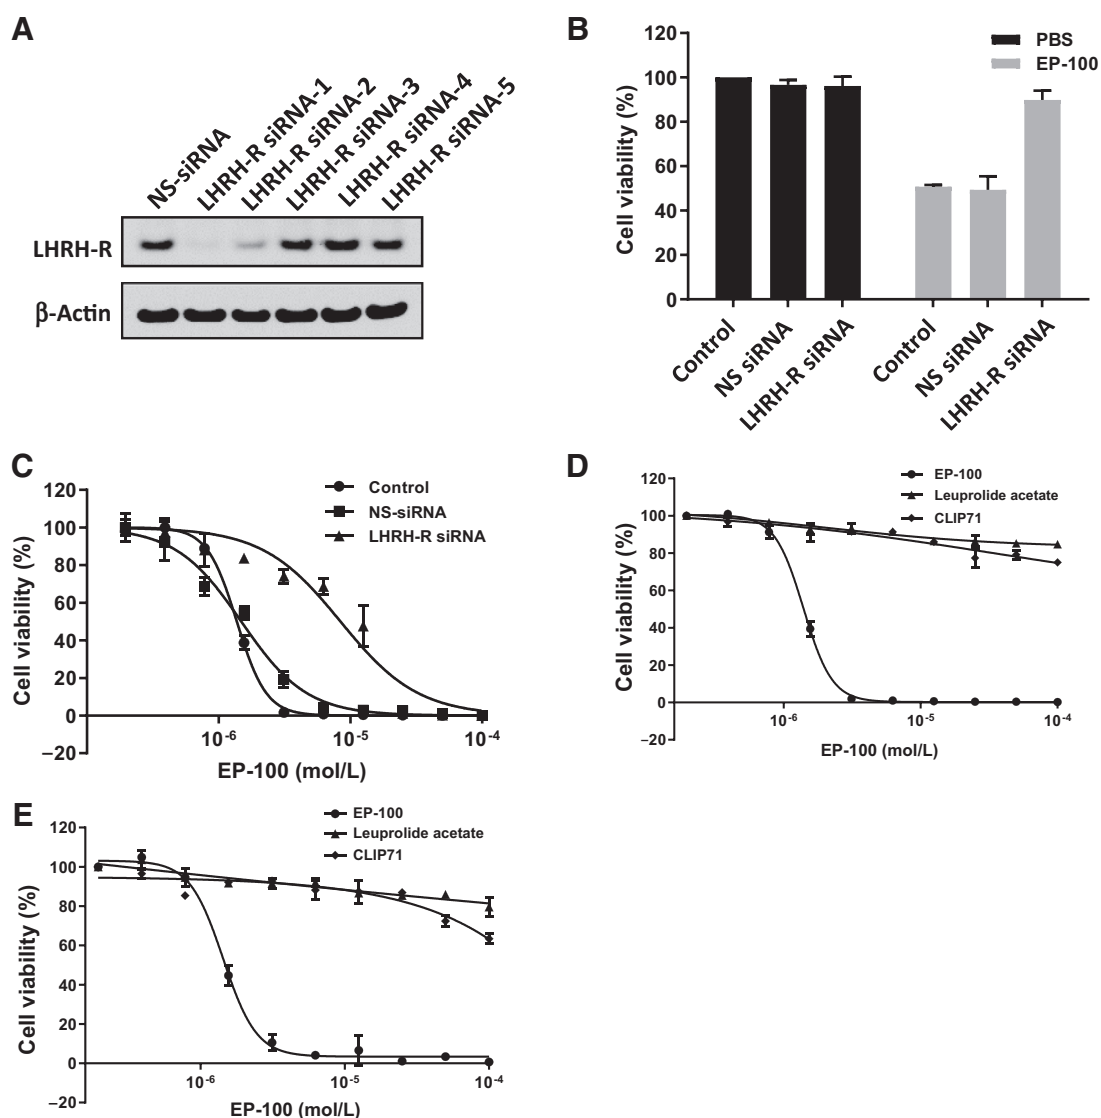 A
NS-siRNA
LHRH-R siRNA-1
LHRH-R siRNA-2
LHRH-R siRNA-3
LHRH-R siRNA-4
LHRH-R siRNA-5
LHRH-R
β-Actin
B
PBS
EP-100
Cell viability (%)
120
100
80
60
40
20
0
Control
NS siRNA
LHRH-R siRNA
Control
NS siRNA
LHRH-R siRNA
C
Control
NS-siRNA
LHRH-R siRNA
Cell viability (%)
120
100
80
60
40
20
0
–20
10-6
10-5
10-4
EP-100 (mol/L)
D
EP-100
Leuprolide acetate
CLIP71
Cell viability (%)
120
100
80
60
40
20
0
–20
10-6
10-5
10-4
EP-100 (mol/L)
E
EP-100
Leuprolide acetate
CLIP71
Cell viability (%)
120
100
80
60
40
20
0
–20
10-6
10-5
10-4
EP-100 (mol/L)